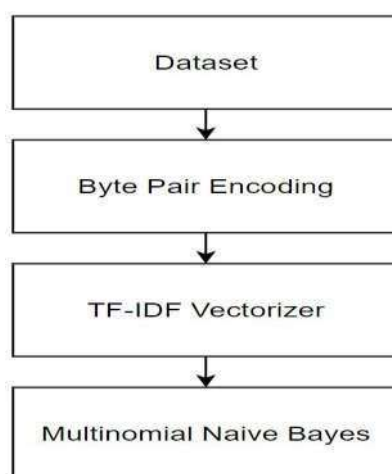 Dataset
Byte Pair Encoding
TF-IDF Vectorizer
Multinomial Naive Bayes